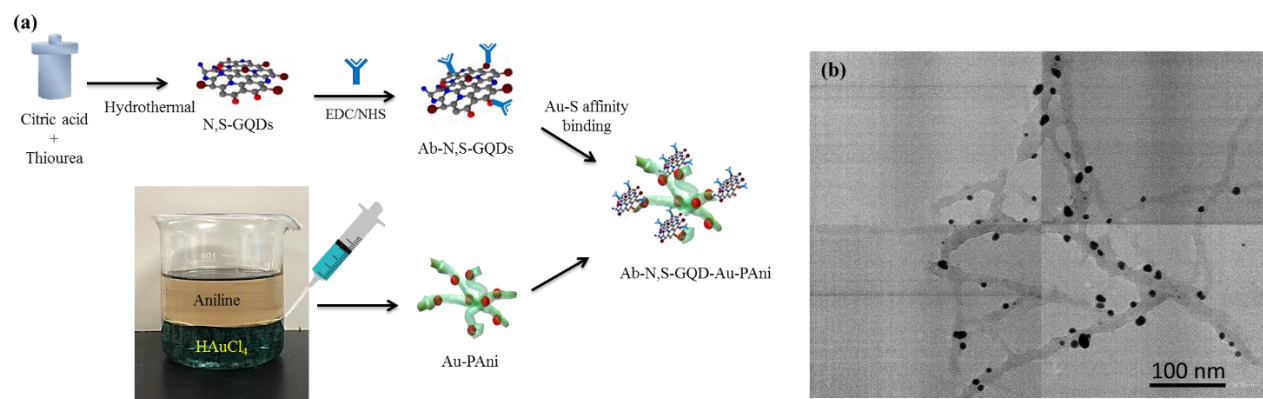 (a)
Citric acid
+
Thiourea
Hydrothermal
N,S-GQDs
EDC/NHS
Ab-N,S-GQDs
Au-S affinity
binding
Aniline
HAuCl₄
Au-PAni
Ab-N,S-GQD-Au-PAni
(b)
100 nm